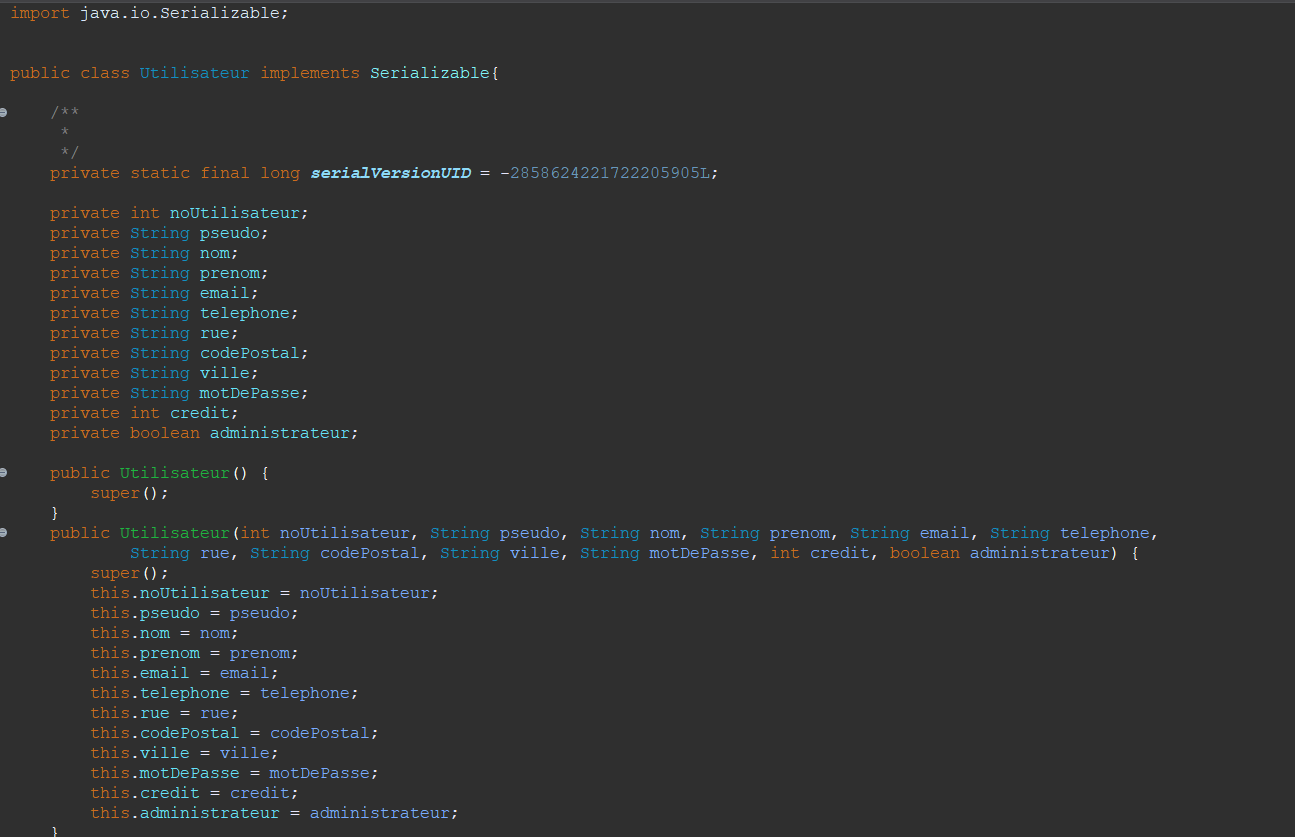 import java.io.Serializable;
public class Utilisateur implements Serializable{
/**
*
*/
private static final long serialVersionUID = -2858624221722205905L;
private int noUtilisateur;
private String pseudo;
private String nom;
private String prenom;
private String email;
private String telephone;
private String rue;
private String codePostal;
private String ville;
private String motDePasse;
private int credit;
private boolean administrateur;
public Utilisateur() {
super();
}
public Utilisateur(int noUtilisateur, String pseudo, String nom, String prenom, String email, String telephone,
String rue, String codePostal, String ville, String motDePasse, int credit, boolean administrateur) {
super();
this.noUtilisateur = noUtilisateur;
this.pseudo = pseudo;
this.nom = nom;
this.prenom = prenom;
this.email = email;
this.telephone = telephone;
this.rue = rue;
this.codePostal = codePostal;
this.ville = ville;
this.motDePasse = motDePasse;
this.credit = credit;
this.administrateur = administrateur;
}